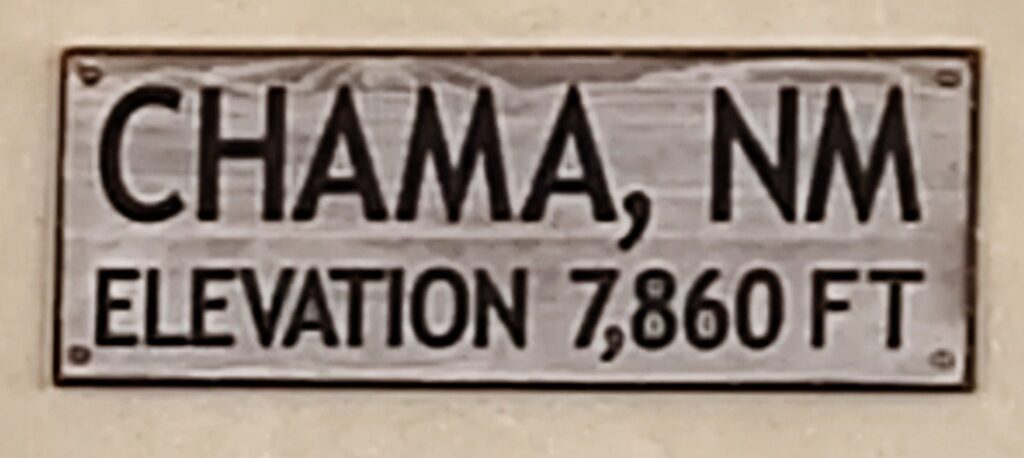 CHAMA, NM
ELEVATION 7,860 FT